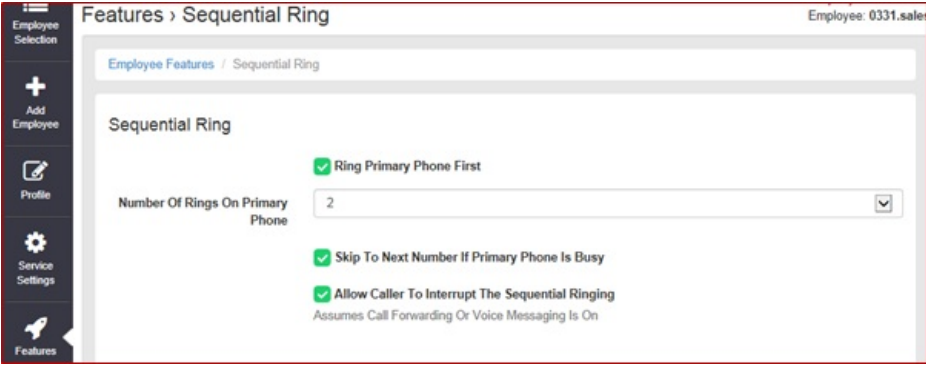 Features › Sequential Ring
Employee: 0331.sales
Employee
Selection
Add
Employee
Profile
Service
Settings
Features
Employee Features / Sequential Ring
Sequential Ring
Ring Primary Phone First
Number Of Rings On Primary
Phone
2
Skip To Next Number If Primary Phone Is Busy
Allow Caller To Interrupt The Sequential Ringing
Assumes Call Forwarding Or Voice Messaging Is On